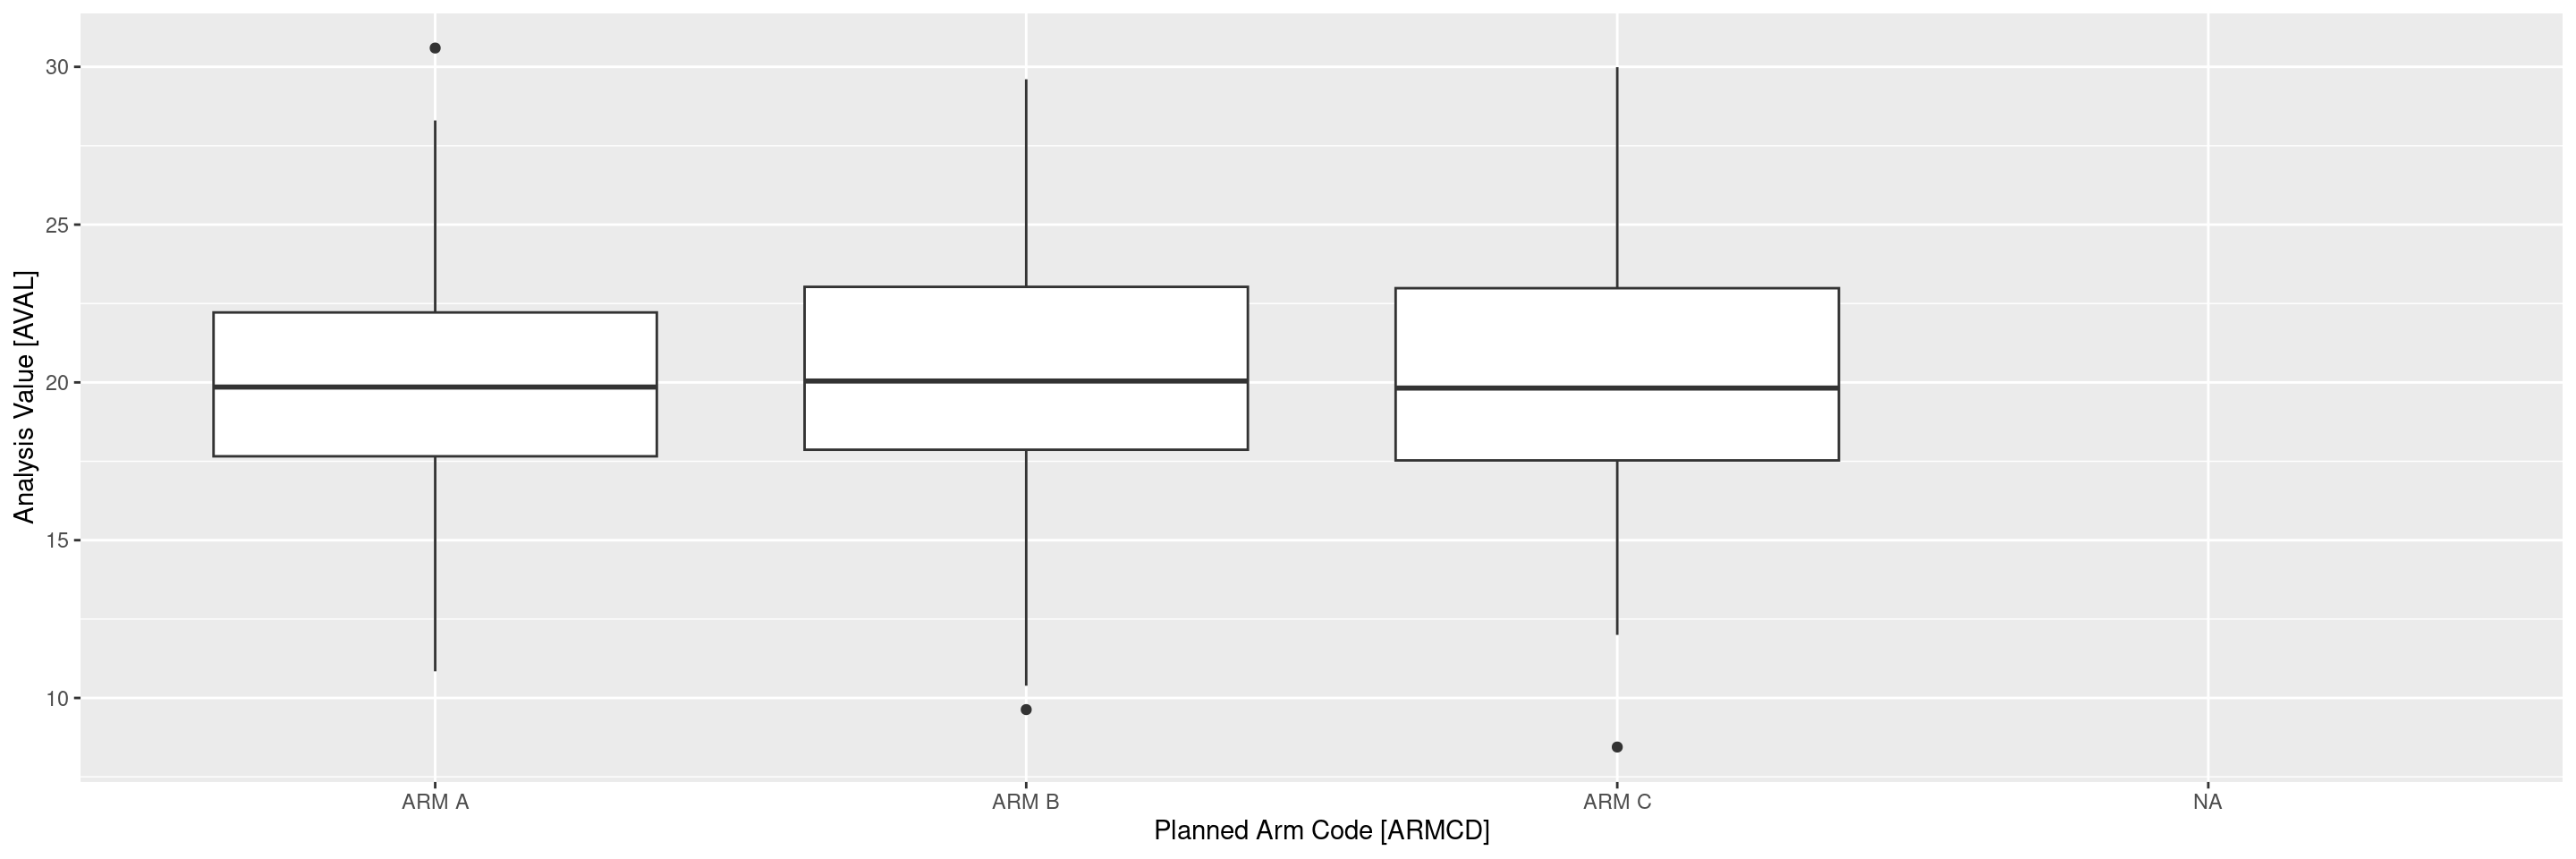 Analysis Value [AVAL]
30
25
20
15
10
ARM A
ARM B
ARM C
NA
Planned Arm Code [ARMCD]